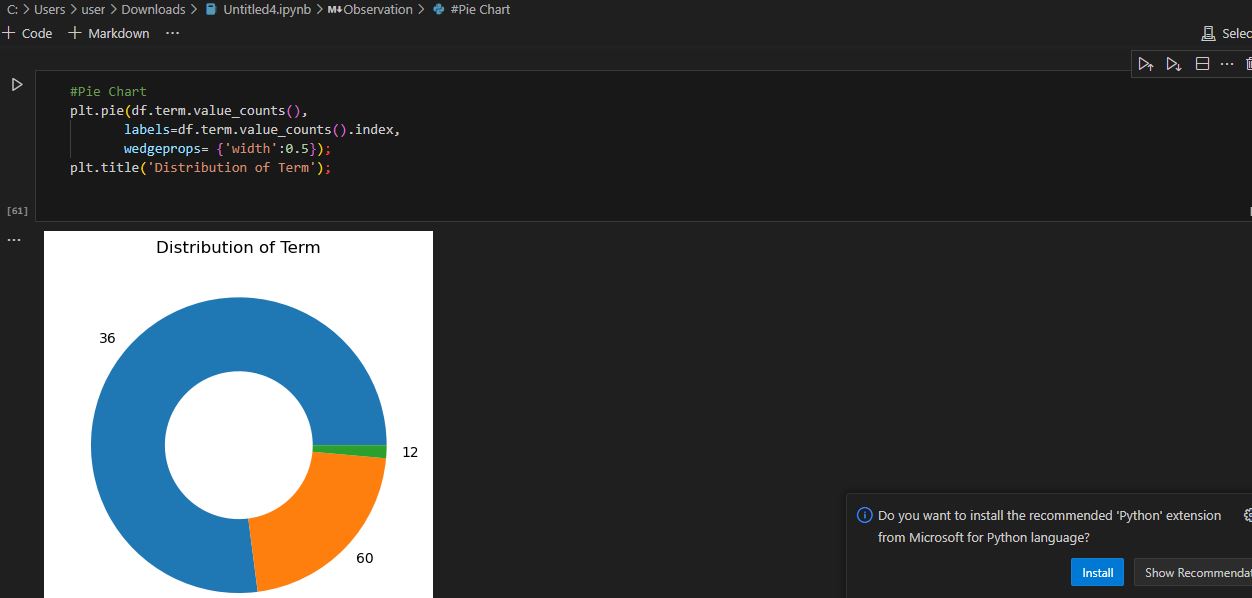 C: > Users > user > Downloads > Untitled4.ipynb > M↓Observation > #Pie Chart
+ Code + Markdown ...
#Pie Chart
plt.pie(df.term.value_counts(),
labels=df.term.value_counts().index,
wedgeprops= {'width':0.5});
plt.title('Distribution of Term');
[61]
...
Distribution of Term
36
12
60
Do you want to install the recommended 'Python' extension
from Microsoft for Python language?
Install
Show